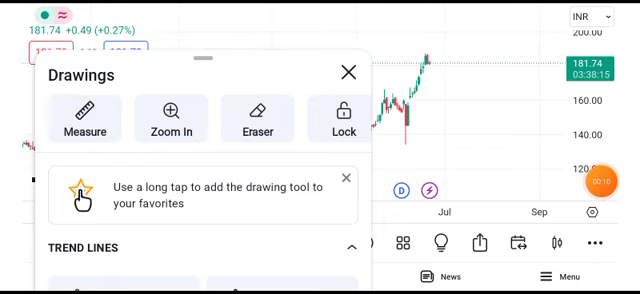 INR
181.74 +0.49 (+0.27%)
200.00
181.74
03:38:15
160.00
140.00
120
00:10
Drawings
Measure
Zoom In
Eraser
Lock
Use a long tap to add the drawing tool to
your favorites
TREND LINES
D
Jul
Sep
News
Menu